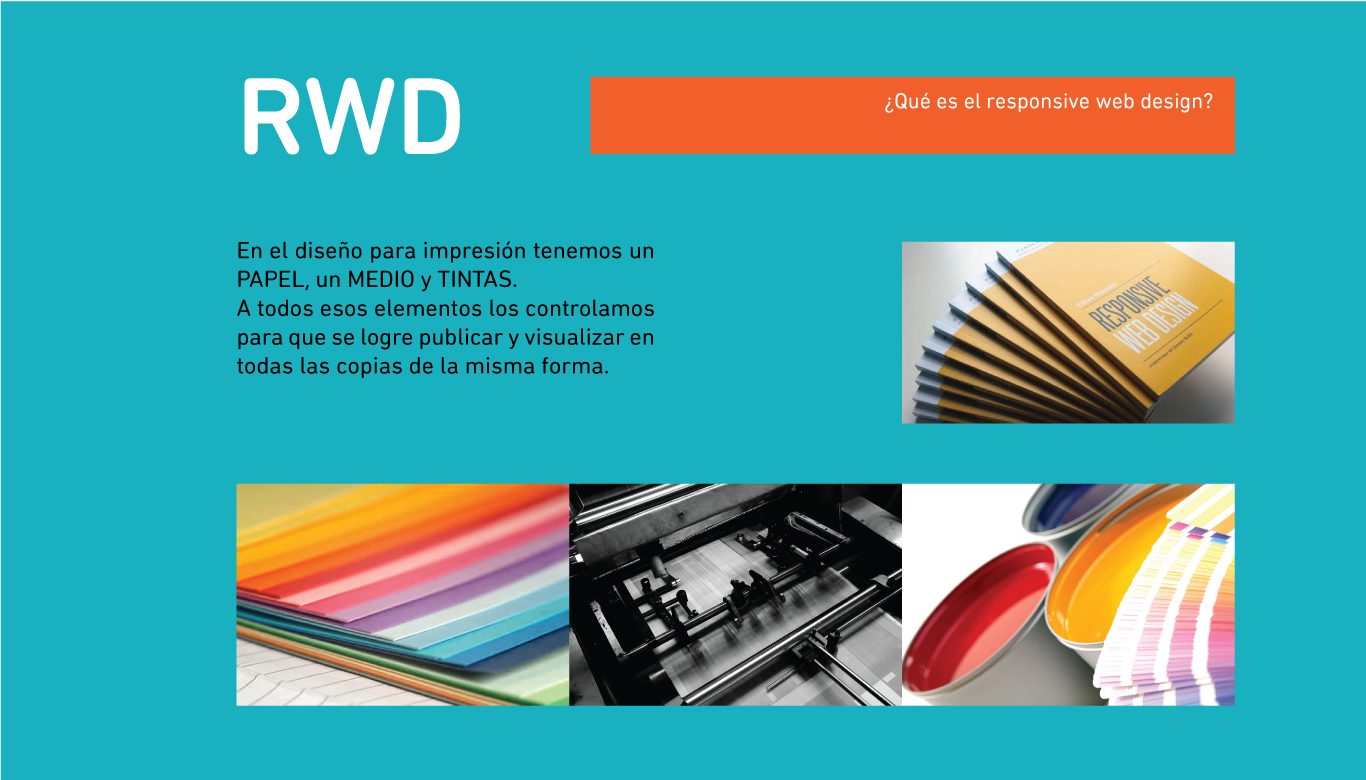 RWD
¿Qué es el responsive web design?
En el diseño para impresión tenemos un
PAPEL, un MEDIO y TINTAS.
A todos esos elementos los controlamos
para que se logre publicar y visualizar en
todas las copias de la misma forma.
RESPONSIVE
WEB DESIGN